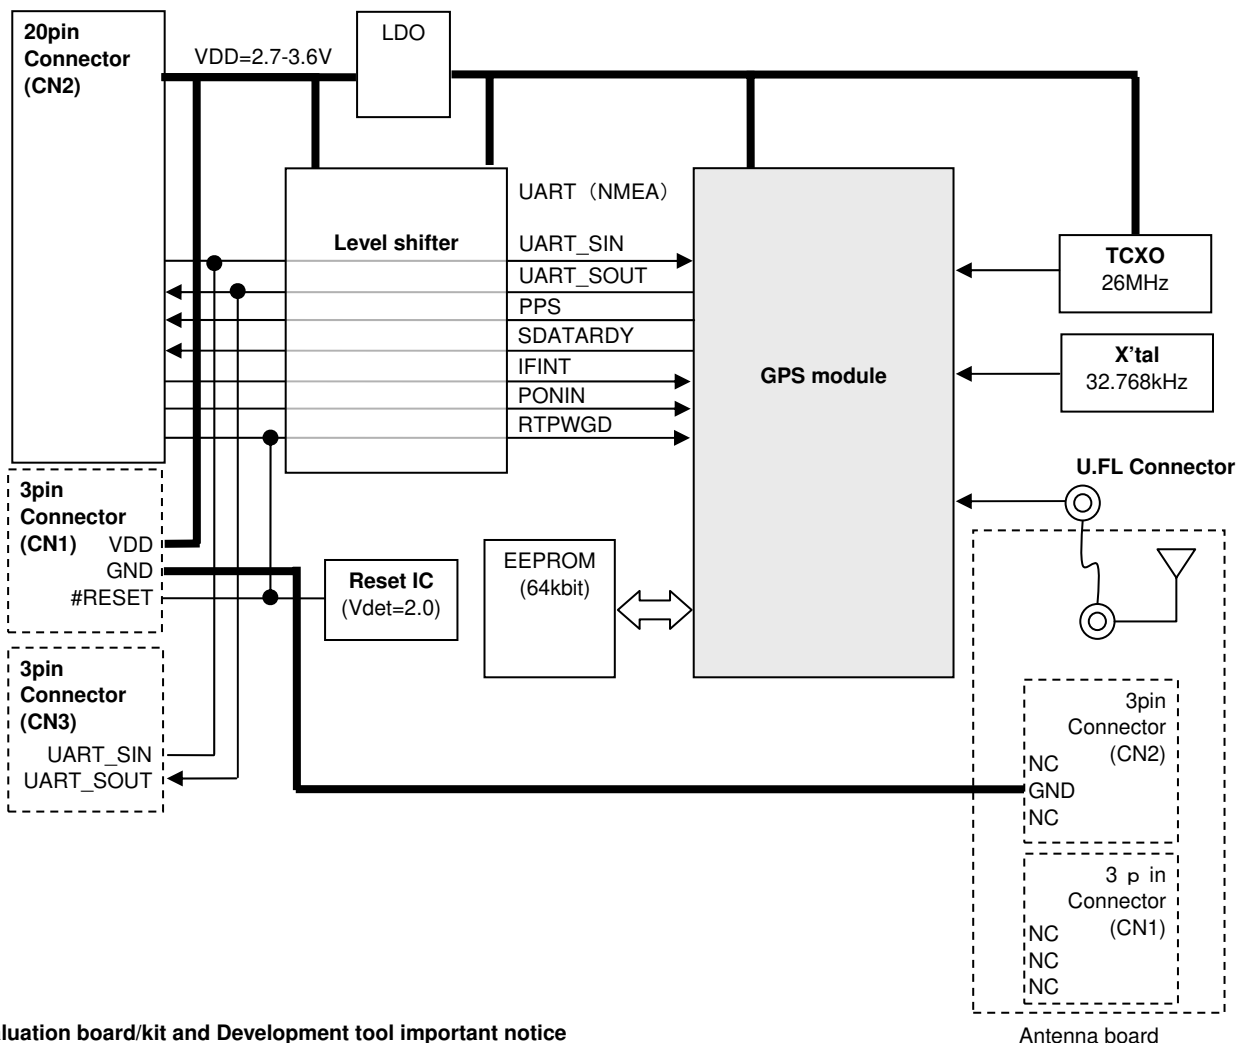 20pin
Connector
(CN2)
VDD=2.7-3.6V
LDO
UART（NMEA）
Level shifter
UART_SIN
UART_SOUT
PPS
SDATARDY
IFINT
PONIN
RTPWGD
GPS module
TCXO
26MHz
X'tal
32.768kHz
U.FL Connector
3pin
Connector
(CN1)
VDD
GND
#RESET
Reset IC
(Vdet=2.0)
EEPROM
(64kbit)
3pin
Connector
(CN3)
UART_SIN
UART_SOUT
3pin
Connector
(CN2)
NC
GND
NC
３ｐin
Connector
(CN1)
NC
NC
NC
Antenna board
luation board/kit and Development tool important notice